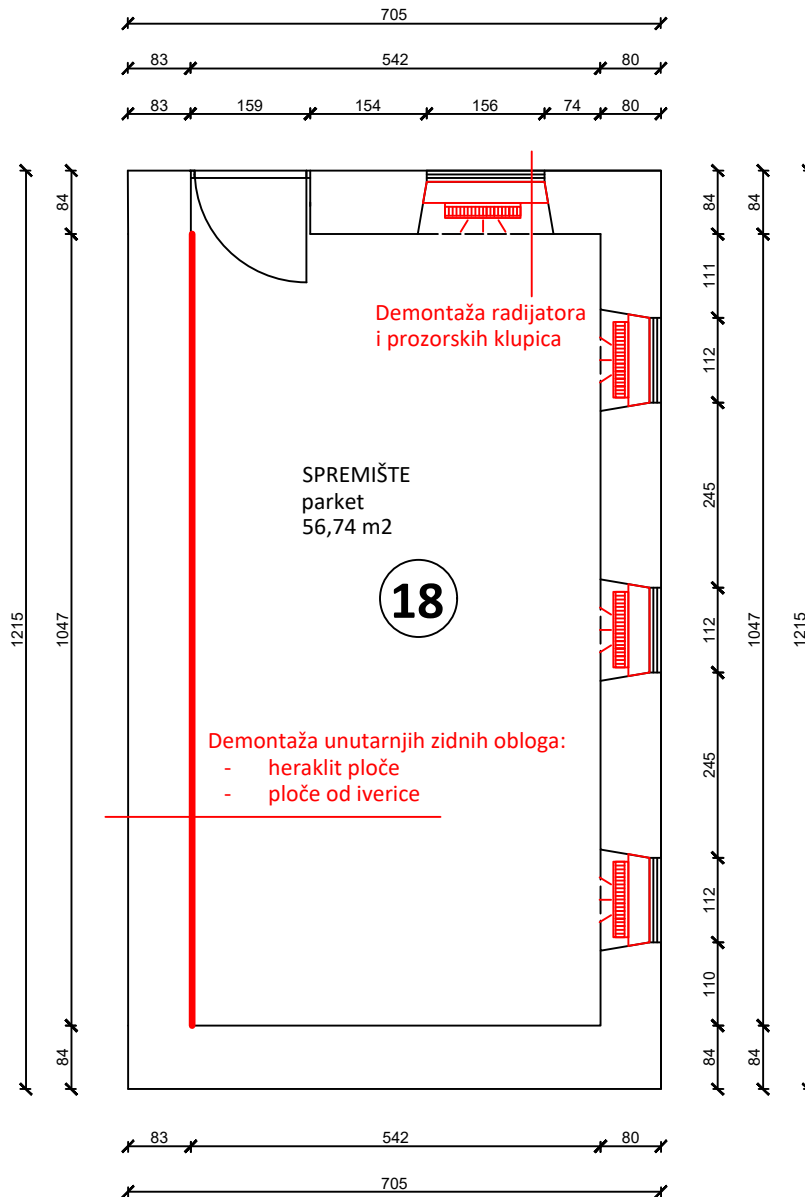 705
83 542 80
83 159 154 156 74 80
84 84
111
Demontaža radijatora
i prozorskih klupica
112
SPREMIŠTE
parket
56,74 m2
245
18
1215 1047 112 1047 1215
Demontaža unutarnjih zidnih obloga:
- heraklit ploče
- ploče od iverice
245
112
110
84 84 84
83 542 80
705